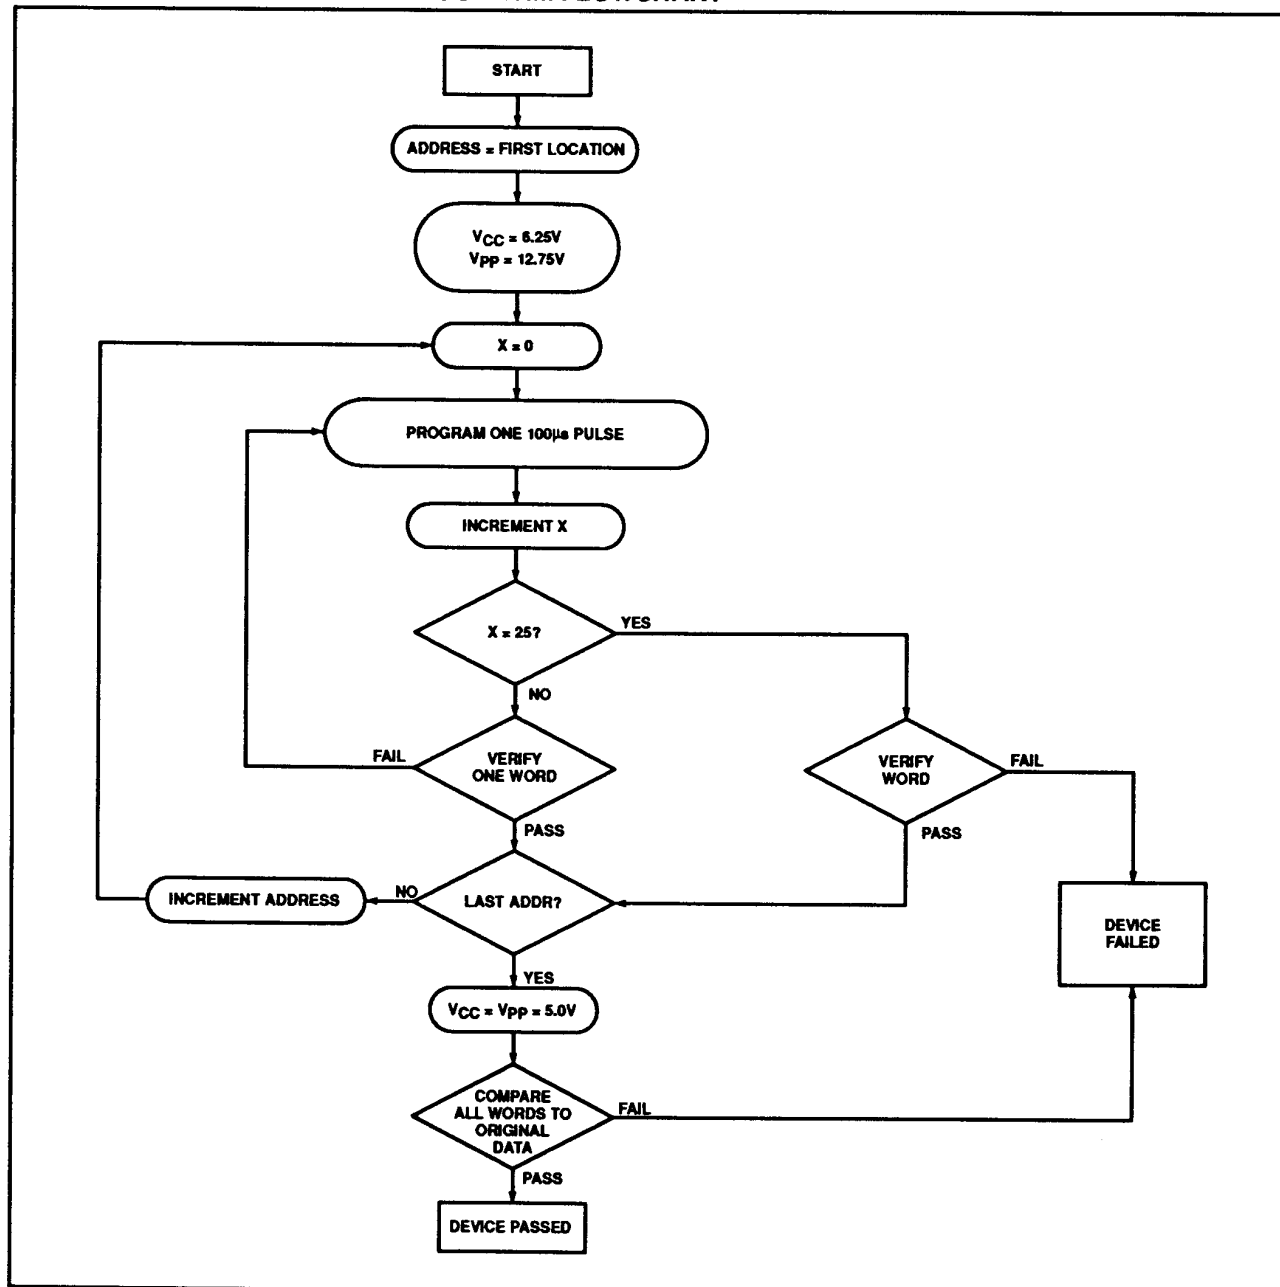 START
ADDRESS = FIRST LOCATION
VCC = 6.25V
VPP = 12.75V
X = 0
PROGRAM ONE 100μs PULSE
INCREMENT X
X = 25?
YES
NO
FAIL
VERIFY
ONE WORD
VERIFY
WORD
FAIL
PASS
PASS
INCREMENT ADDRESS
NO
LAST ADDR?
DEVICE
FAILED
YES
VCC = VPP = 5.0V
COMPARE
ALL WORDS TO
ORIGINAL
DATA
FAIL
PASS
DEVICE PASSED